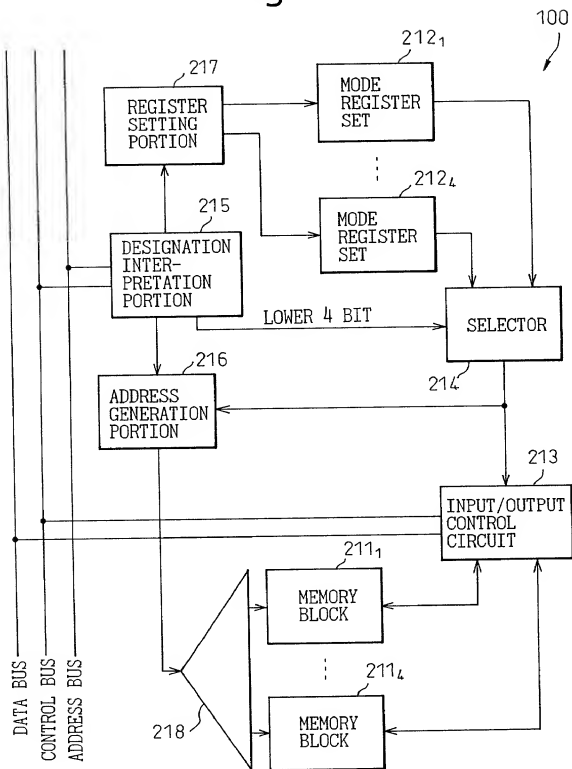 100
217
REGISTER
SETTING
PORTION
212₁
MODE
REGISTER
SET
212₄
MODE
REGISTER
SET
215
DESIGNATION
INTER-
PRETATION
PORTION
LOWER 4 BIT
SELECTOR
214
216
ADDRESS
GENERATION
PORTION
213
INPUT/OUTPUT
CONTROL
CIRCUIT
211₁
MEMORY
BLOCK
211₄
MEMORY
BLOCK
218
DATA BUS
CONTROL BUS
ADDRESS BUS